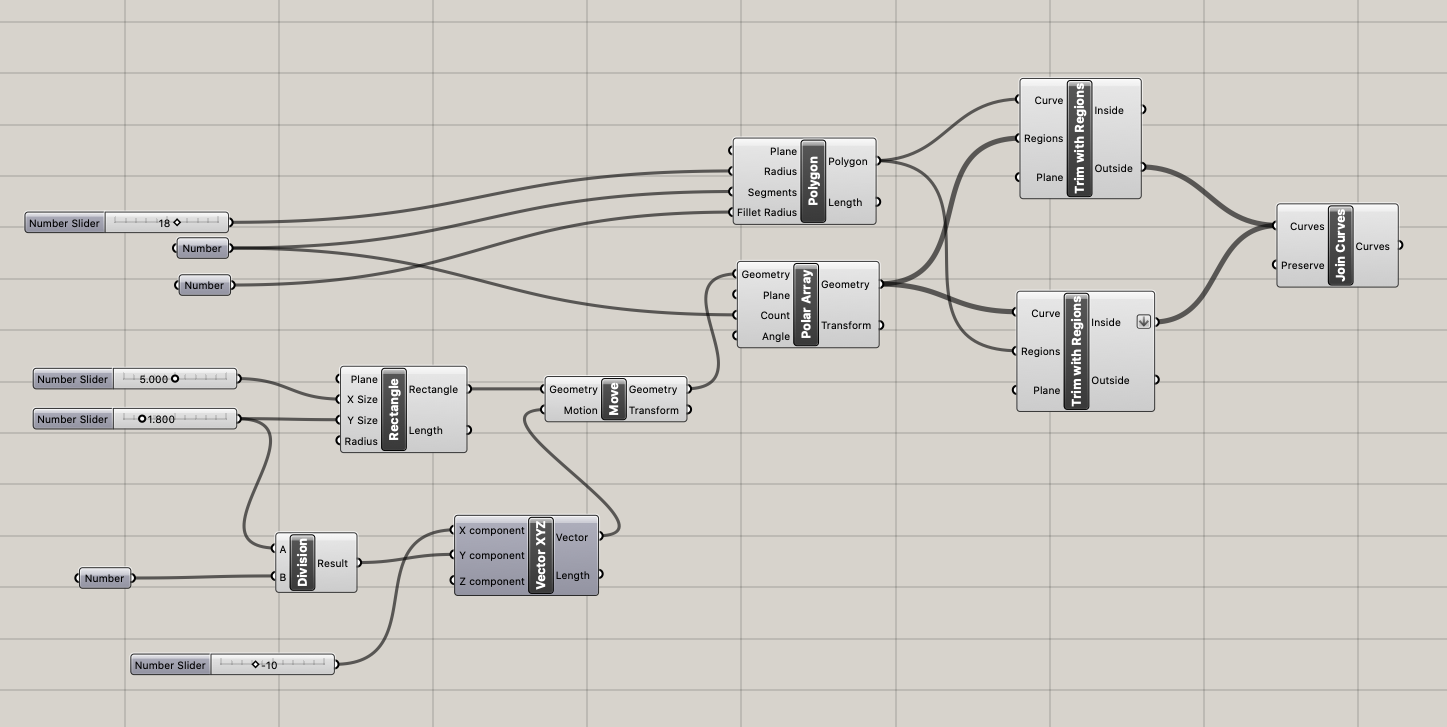 Number Slider 18
Number
Number
Plane
Radius
Segments
Fillet Radius
Polygon
Polygon
Length
Curve
Regions
Plane
Trim with Regions
Inside
Outside
Geometry
Plane
Count
Angle
Polar Array
Geometry
Transform
Curve
Regions
Plane
Trim with Regions
Inside
Outside
Curves
Preserve
Join Curves
Curves
Number Slider 5.000
Number Slider 1.800
Plane
X Size
Y Size
Radius
Rectangle
Rectangle
Length
Geometry
Motion
Move
Geometry
Transform
Number
A
B
Division
Result
X component
Y component
Z component
Vector XYZ
Vector
Length
Number Slider -10